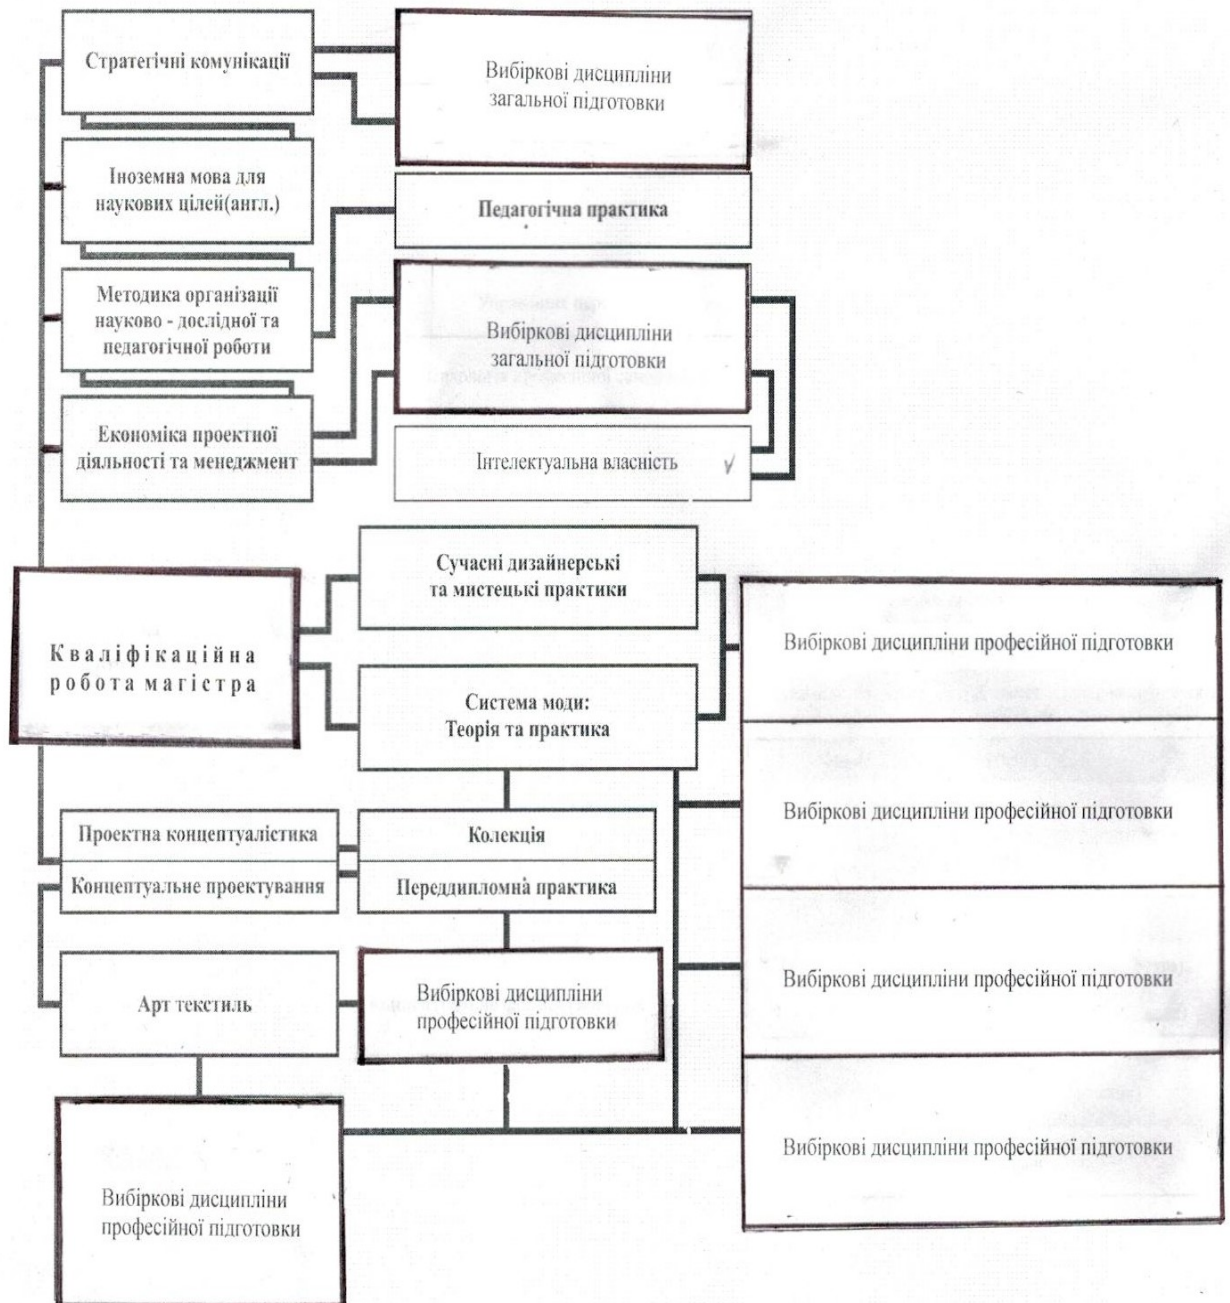 Стратегічні комунікації
Вибіркові дисципліни
загальної підготовки
Іноземна мова для
наукових цілей(англ.)
Педагогічна практика
Методика організації
науково - дослідної та
педагогічної роботи
Вибіркові дисципліни
загальної підготовки
Економіка проектної
діяльності та менеджмент
Інтелектуальна власність
Сучасні дизайнерські
та мистецькі практики
Кваліфікаційна
робота магістра
Система моди:
Теорія та практика
Вибіркові дисципліни професійної підготовки
Вибіркові дисципліни професійної підготовки
Вибіркові дисципліни професійної підготовки
Вибіркові дисципліни професійної підготовки
Проектна концептуалістика
Колекція
Концептуальне проектування
Переддипломна практика
Арт текстиль
Вибіркові дисципліни
професійної підготовки
Вибіркові дисципліни
професійної підготовки